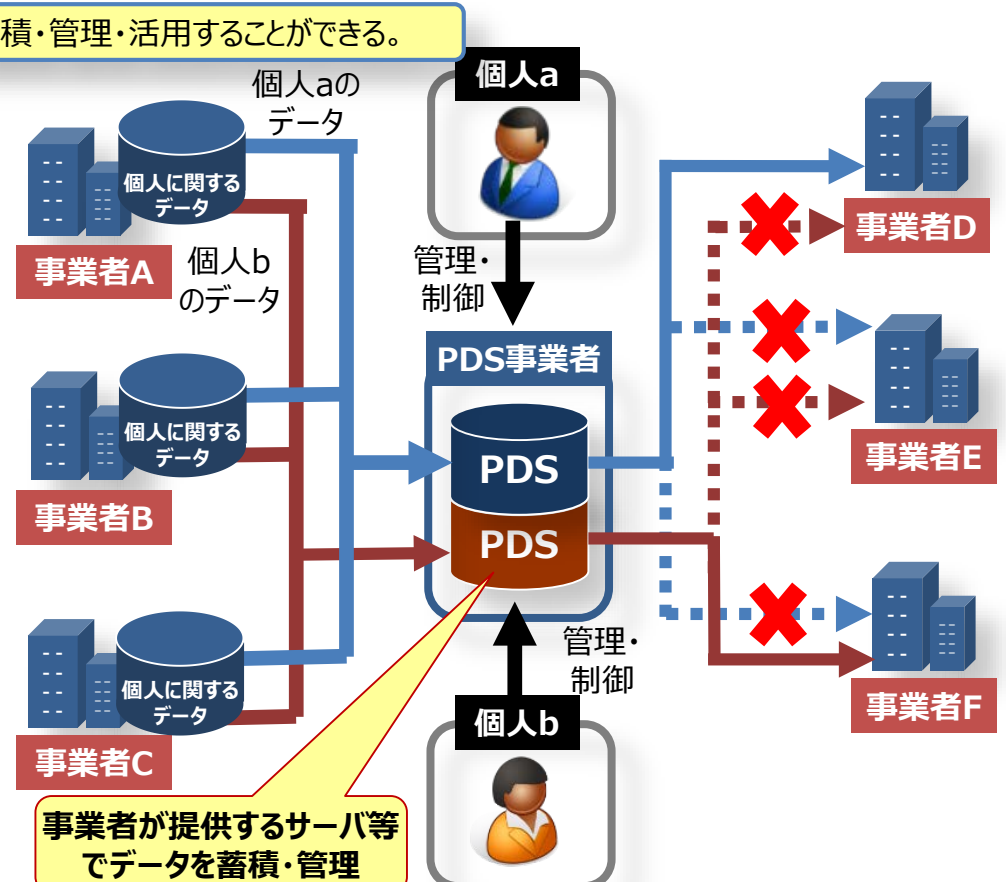 積・管理・活用することができる。
個人aの
データ
個人a
個人に関する
データ
事業者A
個人b
のデータ
管理・
制御
事業者D
PDS事業者
個人に関する
データ
事業者B
PDS
PDS
事業者E
個人に関する
データ
事業者C
管理・
制御
個人b
事業者F
事業者が提供するサーバ等
でデータを蓄積・管理